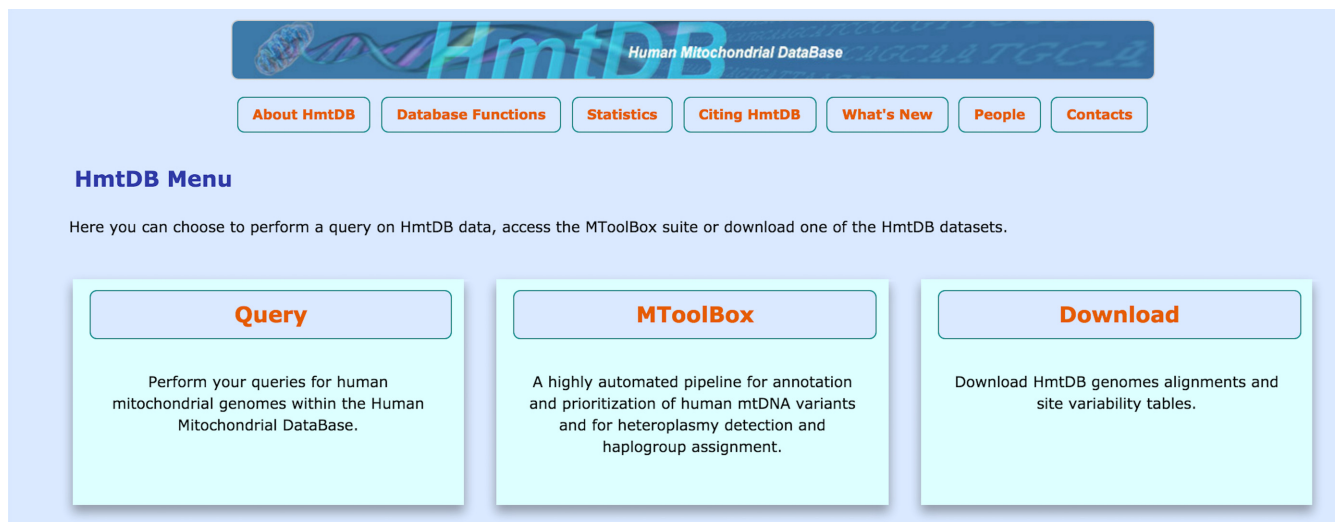 HmtDB
Human Mitochondrial DataBase
About HmtDB
Database Functions
Statistics
Citing HmtDB
What's New
People
Contacts
HmtDB Menu
Here you can choose to perform a query on HmtDB data, access the MToolBox suite or download one of the HmtDB datasets.
Query
Perform your queries for human
mitochondrial genomes within the Human
Mitochondrial DataBase.
MToolBox
A highly automated pipeline for annotation
and prioritization of human mtDNA variants
and for heteroplasmy detection and
haplogroup assignment.
Download
Download HmtDB genomes alignments and
site variability tables.